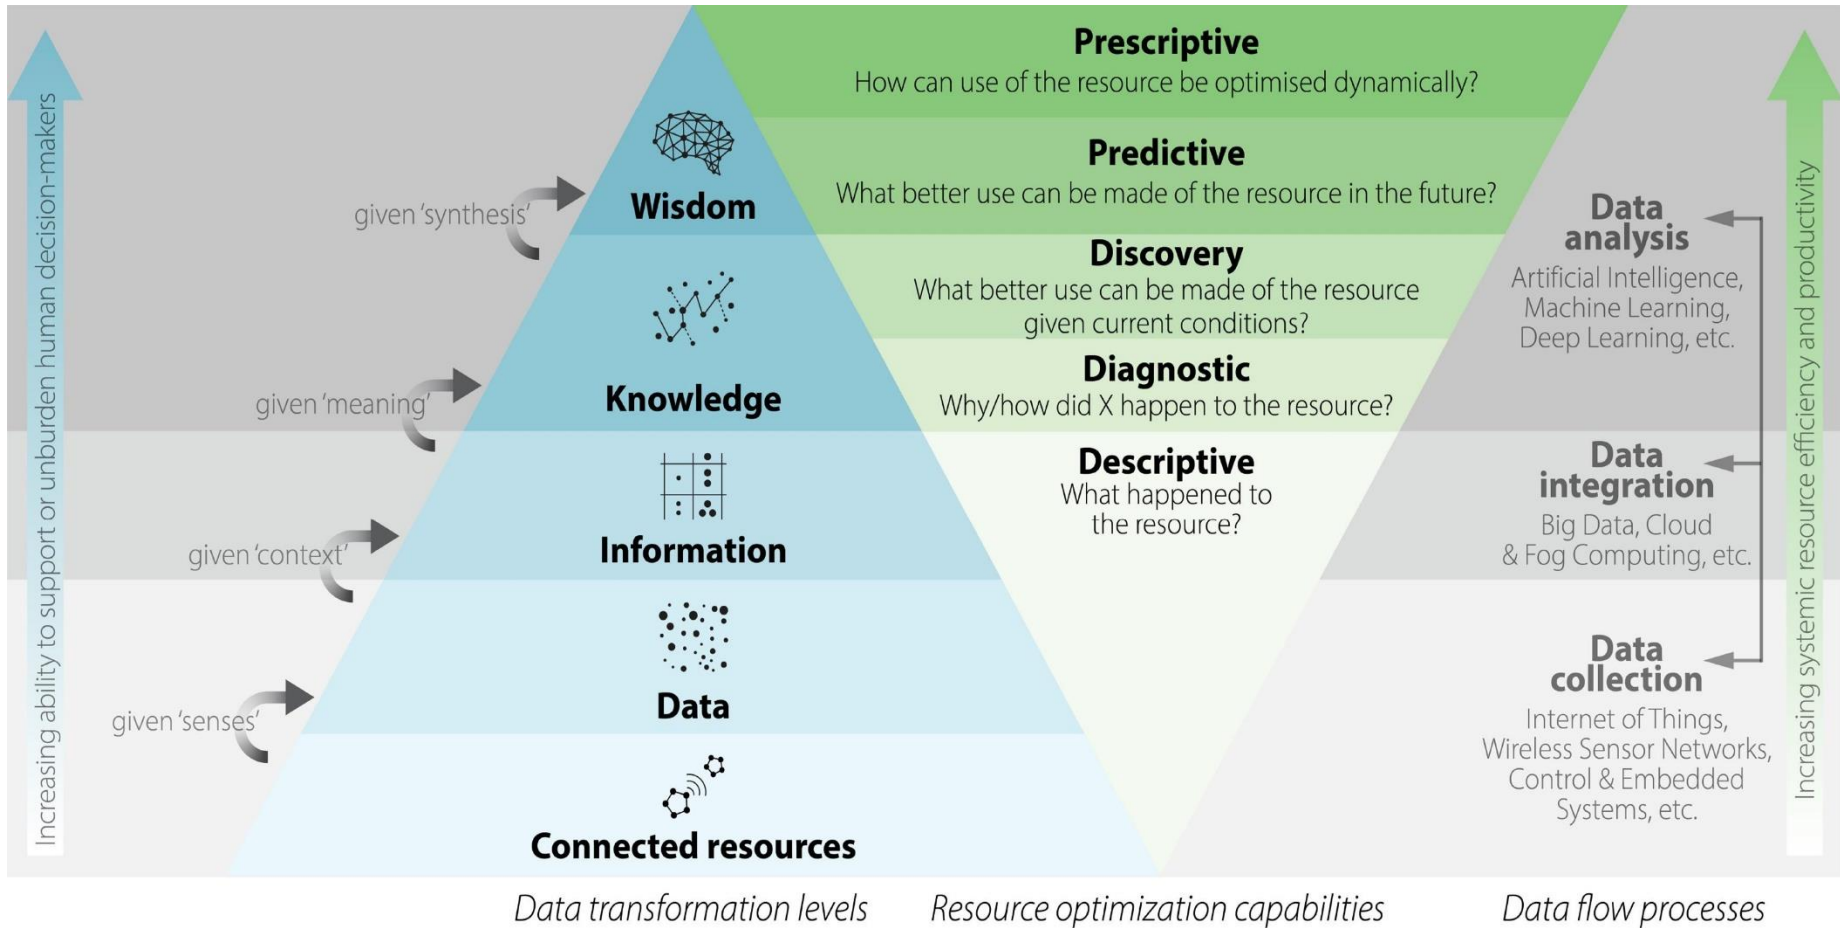 Increasing ability to support or unburden human decision-makers
given 'synthesis'
given 'meaning'
given 'context'
given 'senses'
Wisdom
Knowledge
Information
Data
Connected resources
Prescriptive
How can use of the resource be optimised dynamically?
Predictive
What better use can be made of the resource in the future?
Discovery
What better use can be made of the resource
given current conditions?
Diagnostic
Why/how did X happen to the resource?
Descriptive
What happened to
the resource?
Data
analysis
Artificial Intelligence,
Machine Learning,
Deep Learning, etc.
Data
integration
Big Data, Cloud
& Fog Computing, etc.
Data
collection
Internet of Things,
Wireless Sensor Networks,
Control & Embedded
Systems, etc.
Increasing systemic resource efficiency and productivity
Data transformation levels
Resource optimization capabilities
Data flow processes